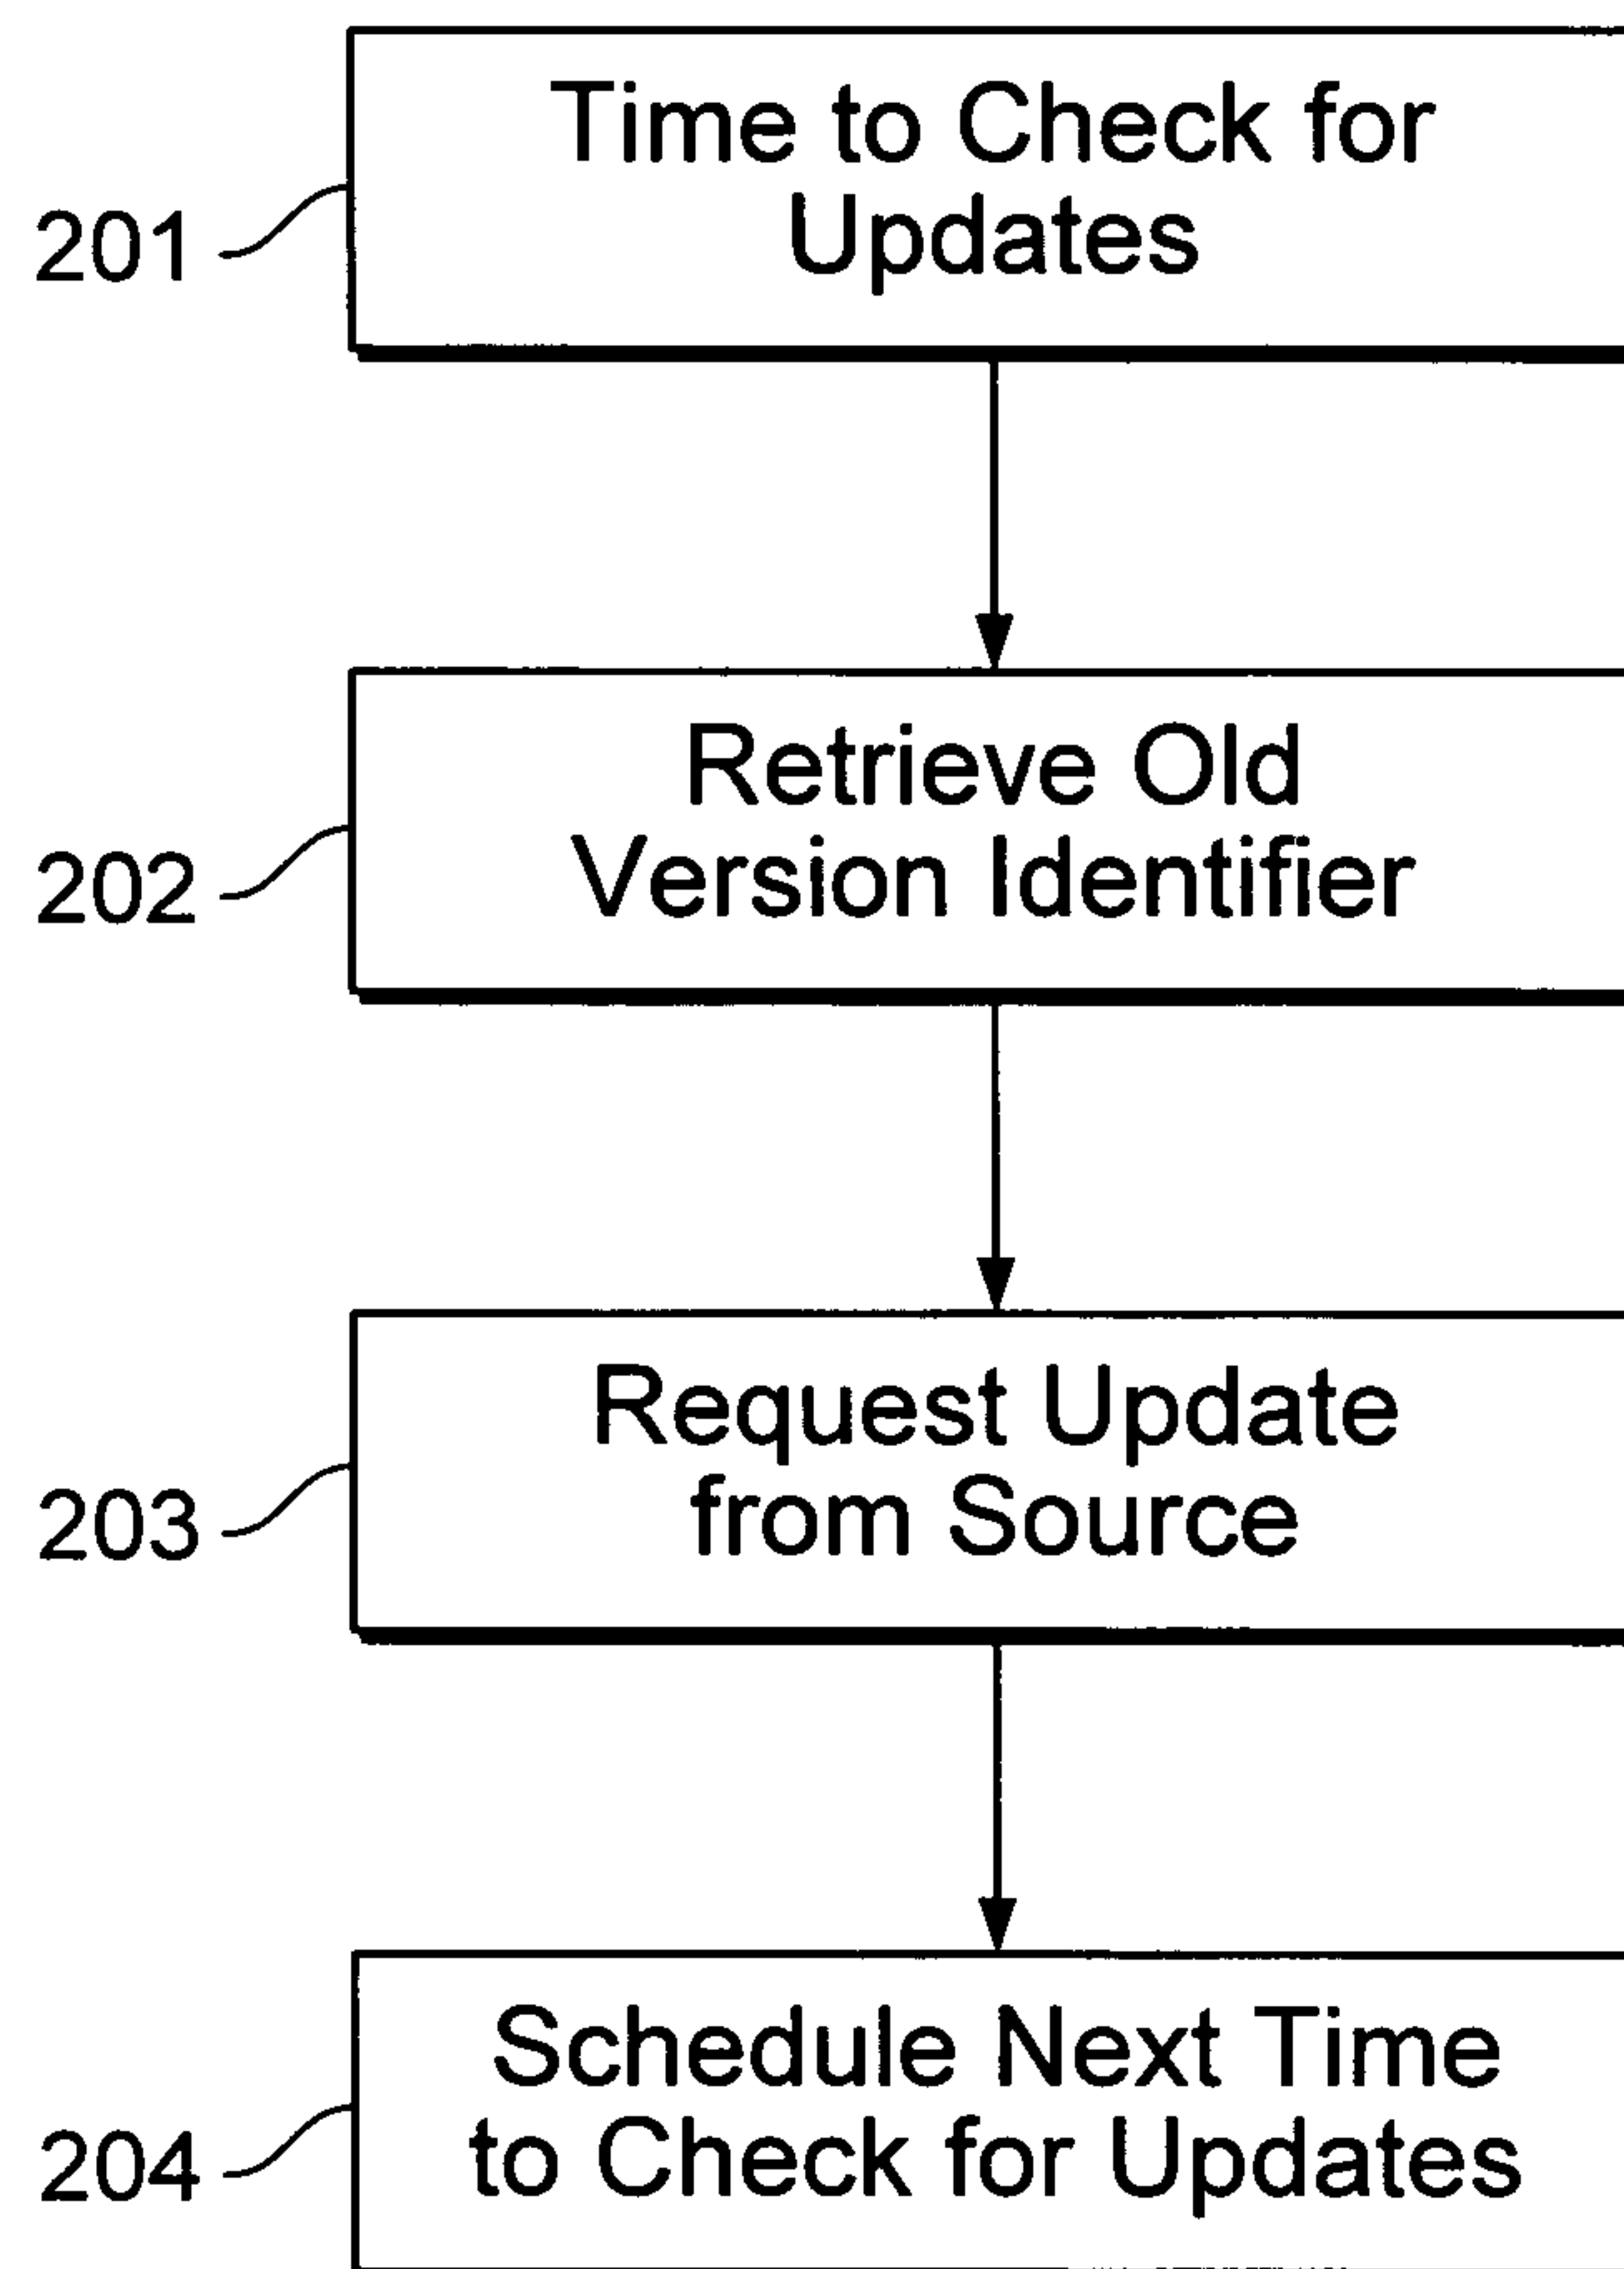 Time to Check for
Updates
201
Retrieve Old
Version Identifier
202
Request Update
from Source
203
Schedule Next Time
to Check for Updates
204